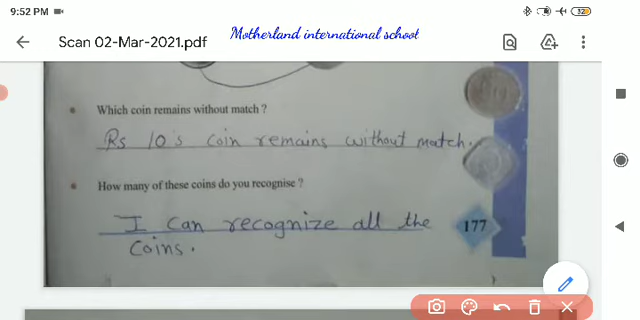 9:52 PM
32
Scan 02-Mar-2021.pdf
Motherland international school
Which coin remains without match ?
Rs 10's coin remains without match.
How many of these coins do you recognise ?
I can recognize all the
coins.
177